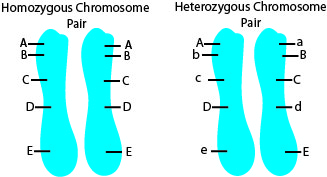 Homozygous Chromosome
Pair
A A
B B
C C
D D
E E
Heterozygous Chromosome
Pair
A a
b B
c C
D d
e E